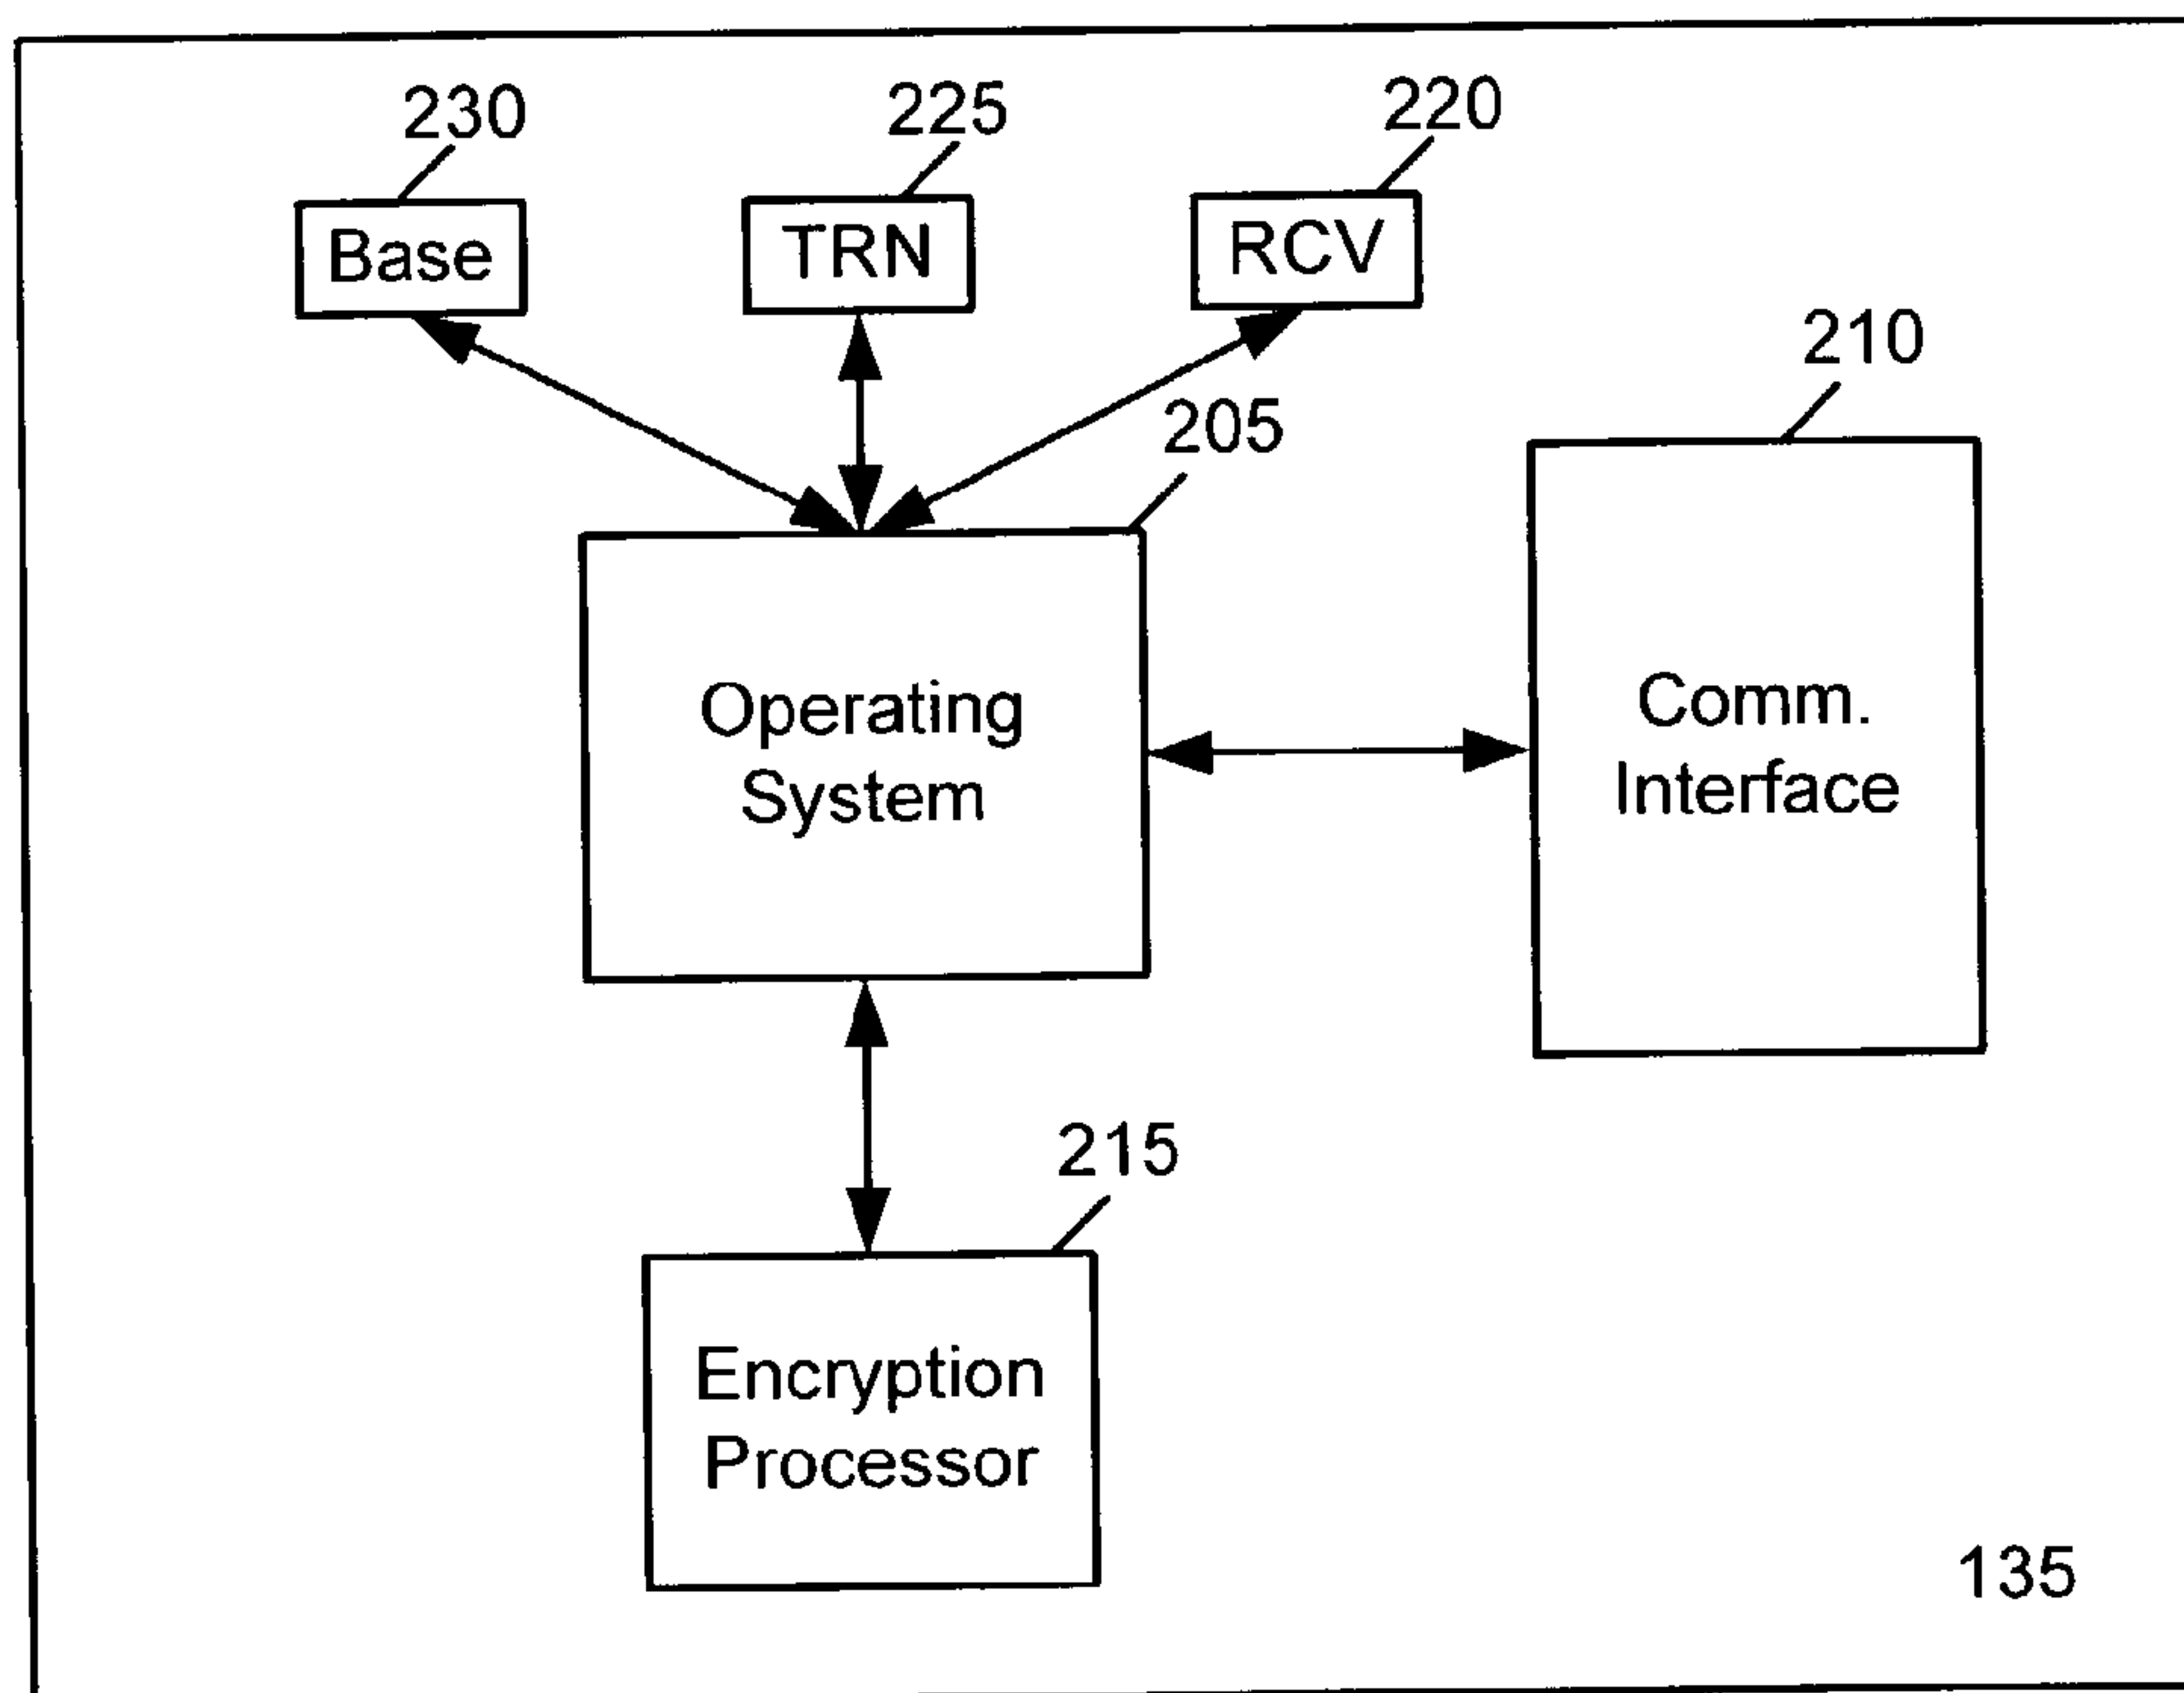 230
225
220
Base
TRN
RCV
210
205
Operating
System
Comm.
Interface
215
Encryption
Processor
135